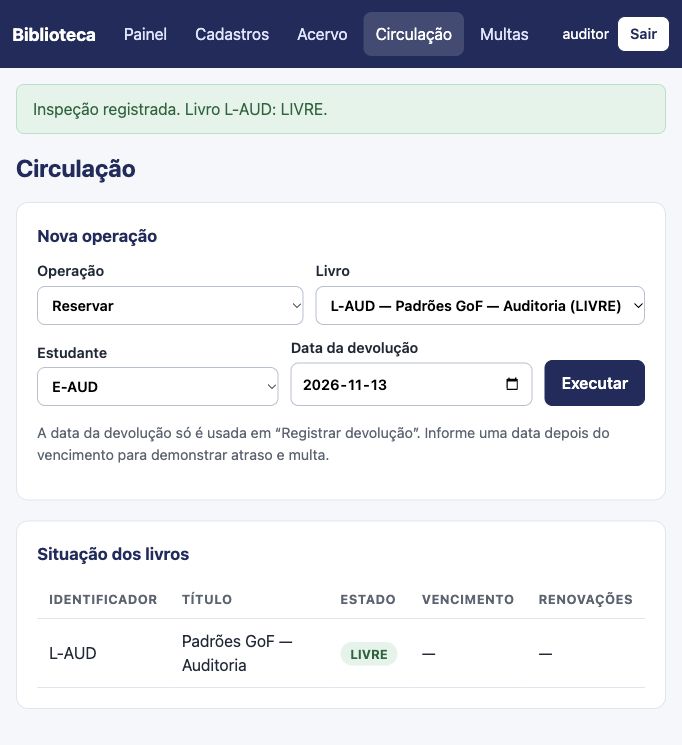 Biblioteca Painel Cadastros Acervo Circulação Multas auditor Sair
Inspeção registrada. Livro L-AUD: LIVRE.
Circulação
Nova operação
Operação Livro
Reservar L-AUD — Padrões GoF — Auditoria (LIVRE)
Estudante Data da devolução
E-AUD 2026-11-13 Executar
A data da devolução só é usada em “Registrar devolução”. Informe uma data depois do
vencimento para demonstrar atraso e multa.
Situação dos livros
IDENTIFICADOR TÍTULO ESTADO VENCIMENTO RENOVAÇÕES
L-AUD Padrões GoF — Auditoria LIVRE — —